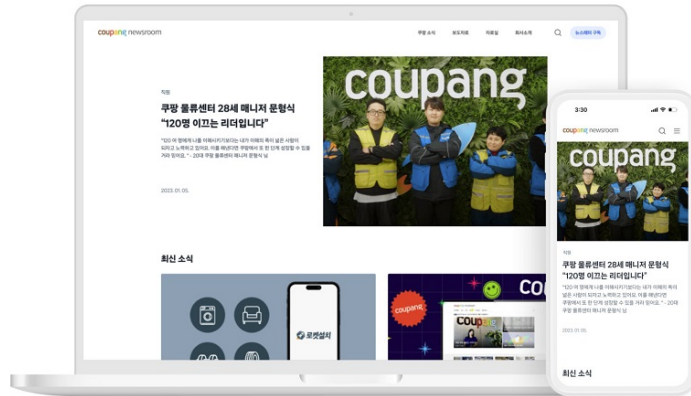 coupang newsroom
쿠팡 소식 보도자료 자료실 회사소개 뉴스레터 구독
직원
쿠팡 물류센터 28세 매니저 문형식
“120명 이끄는 리더입니다”
2023. 01. 05.
coupang
최신 소식
로켓설치
coupang
CO
coupang
3:30
coupang newsroom
coupang
직원
쿠팡 물류센터 28세 매니저 문형식
“120명 이끄는 리더입니다”
2023. 01. 05.
최신 소식